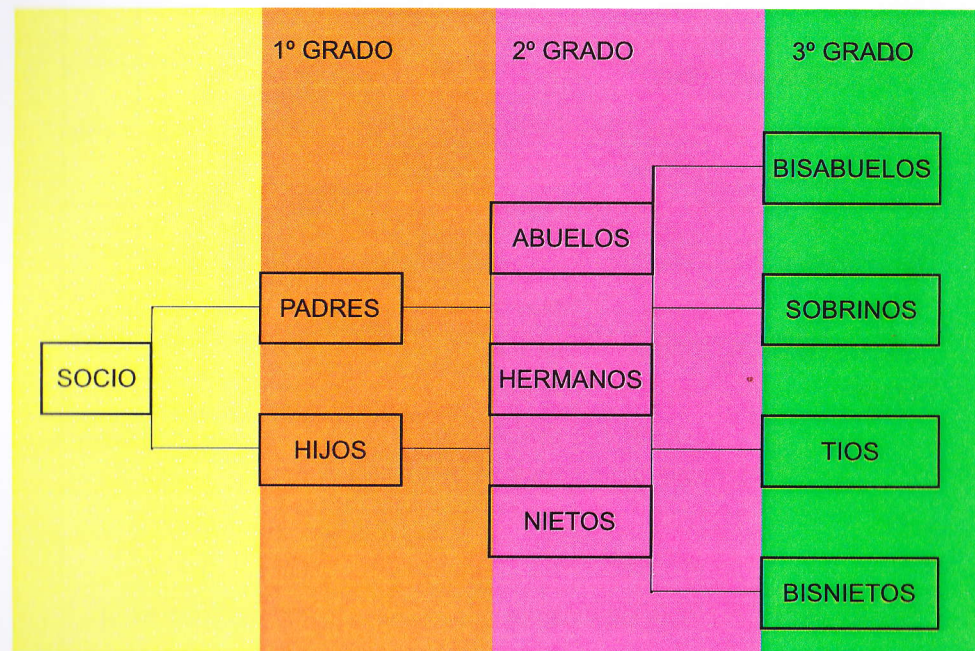 1º GRADO
2º GRADO
3º GRADO
BISABUELOS
ABUELOS
PADRES
SOBRINOS
SOCIO
HERMANOS
HIJOS
TIOS
NIETOS
BISNIETOS